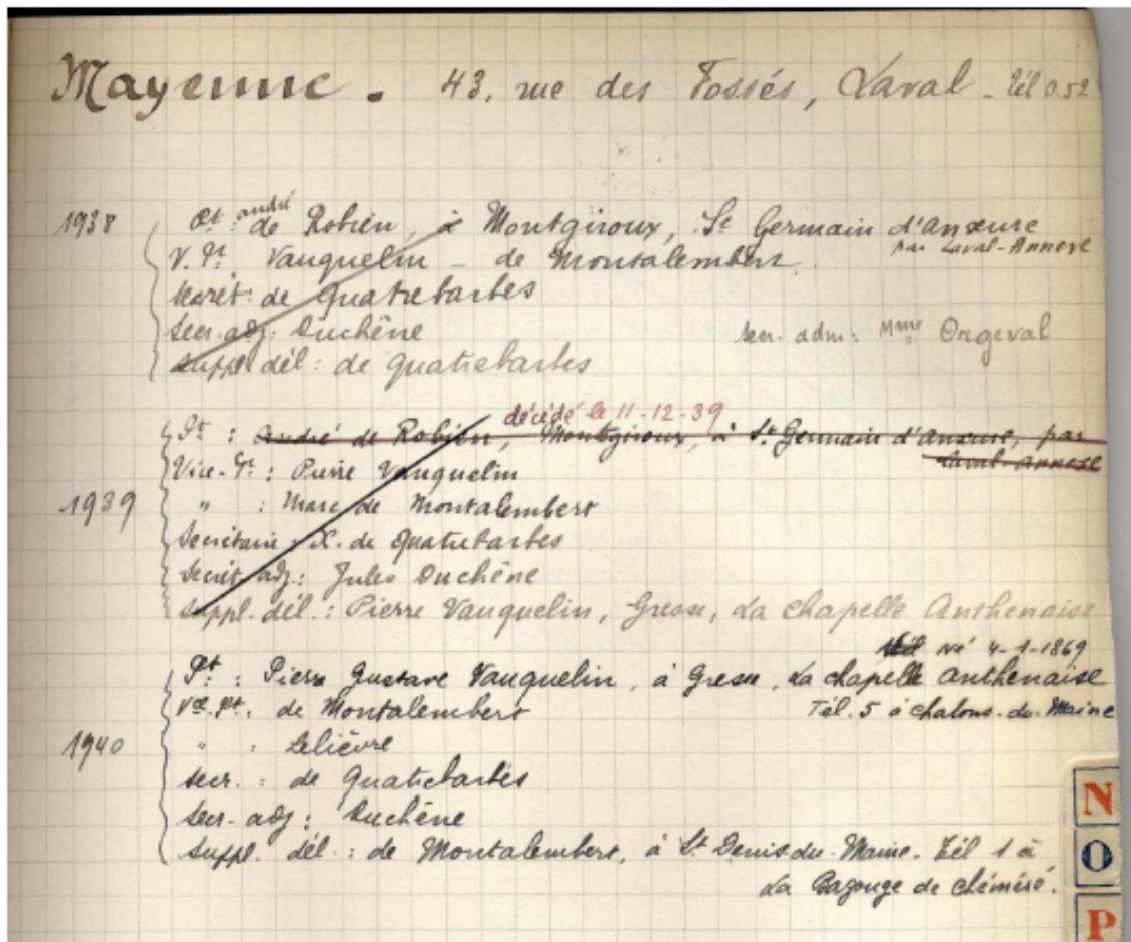 Mayenne. 43, rue des Fossés, Laval - Tél 0.52
1938
Pt : andré de Robien, à Montgiroux, St Germain d'Anxure
par Laval-Annexe
V. Pt. Vauquelin - de Montalembert
Secrét: de Quatrebarbes
Secr. adj: Duchêne
Secr. adm: Mme Orgeval
Suppl dél: de Quatrebarbes
décédé le 11-12-39
Pt : André de Robien, Montgiroux, à St Germain d'Anxure, par
Laval-Annexe
Vice-Pt : Pierre Vauquelin
1939
" : Marc de Montalembert
Secrétaire : X. de Quatrebarbes
Secrét. adj: Jules Duchêne
Suppl. dél. : Pierre Vauquelin, Gresse, La Chapelle Anthenaise
né 4-1-1869
Pt : Pierre Gustave Vauquelin, à Gresse, La Chapelle Anthenaise
Vce. Pt. : de Montalembert
Tél. 5 à Chalons-du-Maine
1940
" : Lelièvre
Secr. : de Quatrebarbes
Secr. adj : Duchêne
Suppl. dél. : de Montalembert, à St Denis-du-Maine. Tél 1 à
La Bazouge de Chéméré.
N
O
P